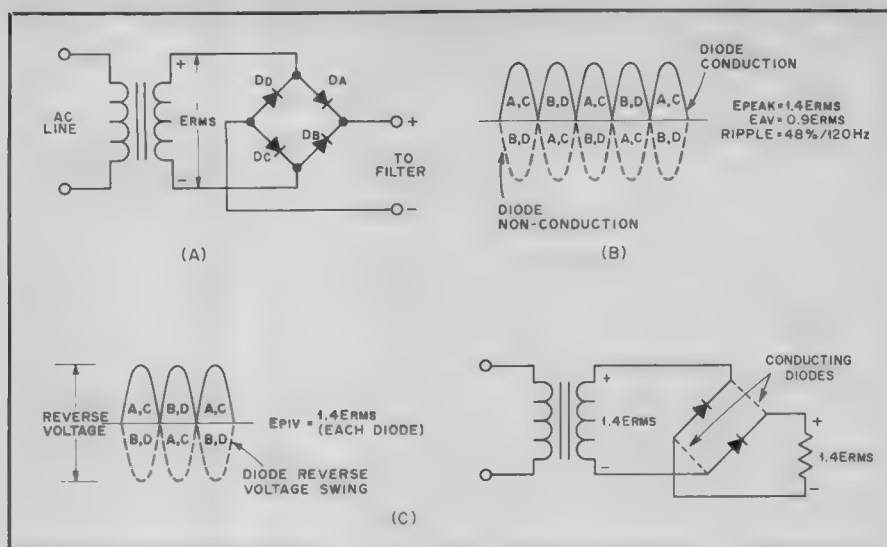 AC
LINE
+
ERMS
-
DD
DA
DC
DB
+
TO
FILTER
-
(A)
DIODE
CONDUCTION
A,C B,D A,C B,D A,C
B,D A,C B,D A,C B,D
EPEAK=1.4ERMS
EAV=0.9ERMS
RIPPLE=48%/120Hz
DIODE
NON-CONDUCTION
(B)
REVERSE
VOLTAGE
A,C B,D A,C
B,D A,C B,D
EPIV = 1.4ERMS
(EACH DIODE)
DIODE REVERSE
VOLTAGE SWING
+
1.4ERMS
-
CONDUCTING
DIODES
+
1.4ERMS
-
(C)